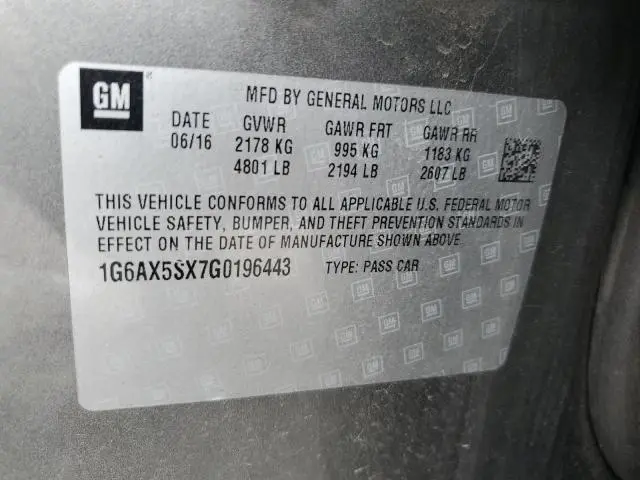 GM
MFD BY GENERAL MOTORS LLC
DATE GVWR GAWR FRT GAWR RR
06/16 2178 KG 995 KG 1183 KG
4801 LB 2194 LB 2607 LB
THIS VEHICLE CONFORMS TO ALL APPLICABLE U.S. FEDERAL MOTOR
VEHICLE SAFETY, BUMPER, AND THEFT PREVENTION STANDARDS IN
EFFECT ON THE DATE OF MANUFACTURE SHOWN ABOVE.
1G6AX5SX7G0196443 TYPE: PASS CAR